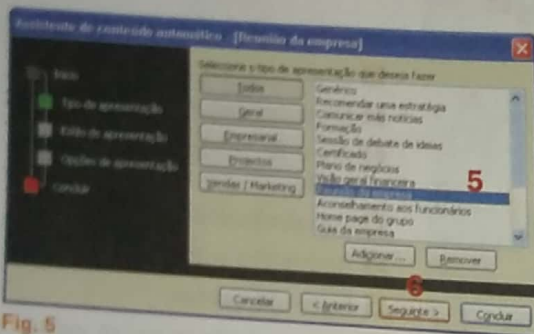 Assistente de conteúdo automático - [Reunião da empresa]
Início
Tipo de apresentação
Estilo de apresentação
Opções de apresentação
Concluir
Seleccione o tipo de apresentação que deseja fazer
Todos
Geral
Empresarial
Projectos
Vendas / Marketing
Genérico
Recomendar uma estratégia
Comunicar más notícias
Formação
Sessão de debate de ideias
Certificado
Plano de negócios
Visão geral financeira
Reunião da empresa
5
Aconselhamento aos funcionários
Home page do grupo
Guia da empresa
Adicionar...
Remover
6
Cancelar
< Anterior
Seguinte >
Concluir
Fig. 5